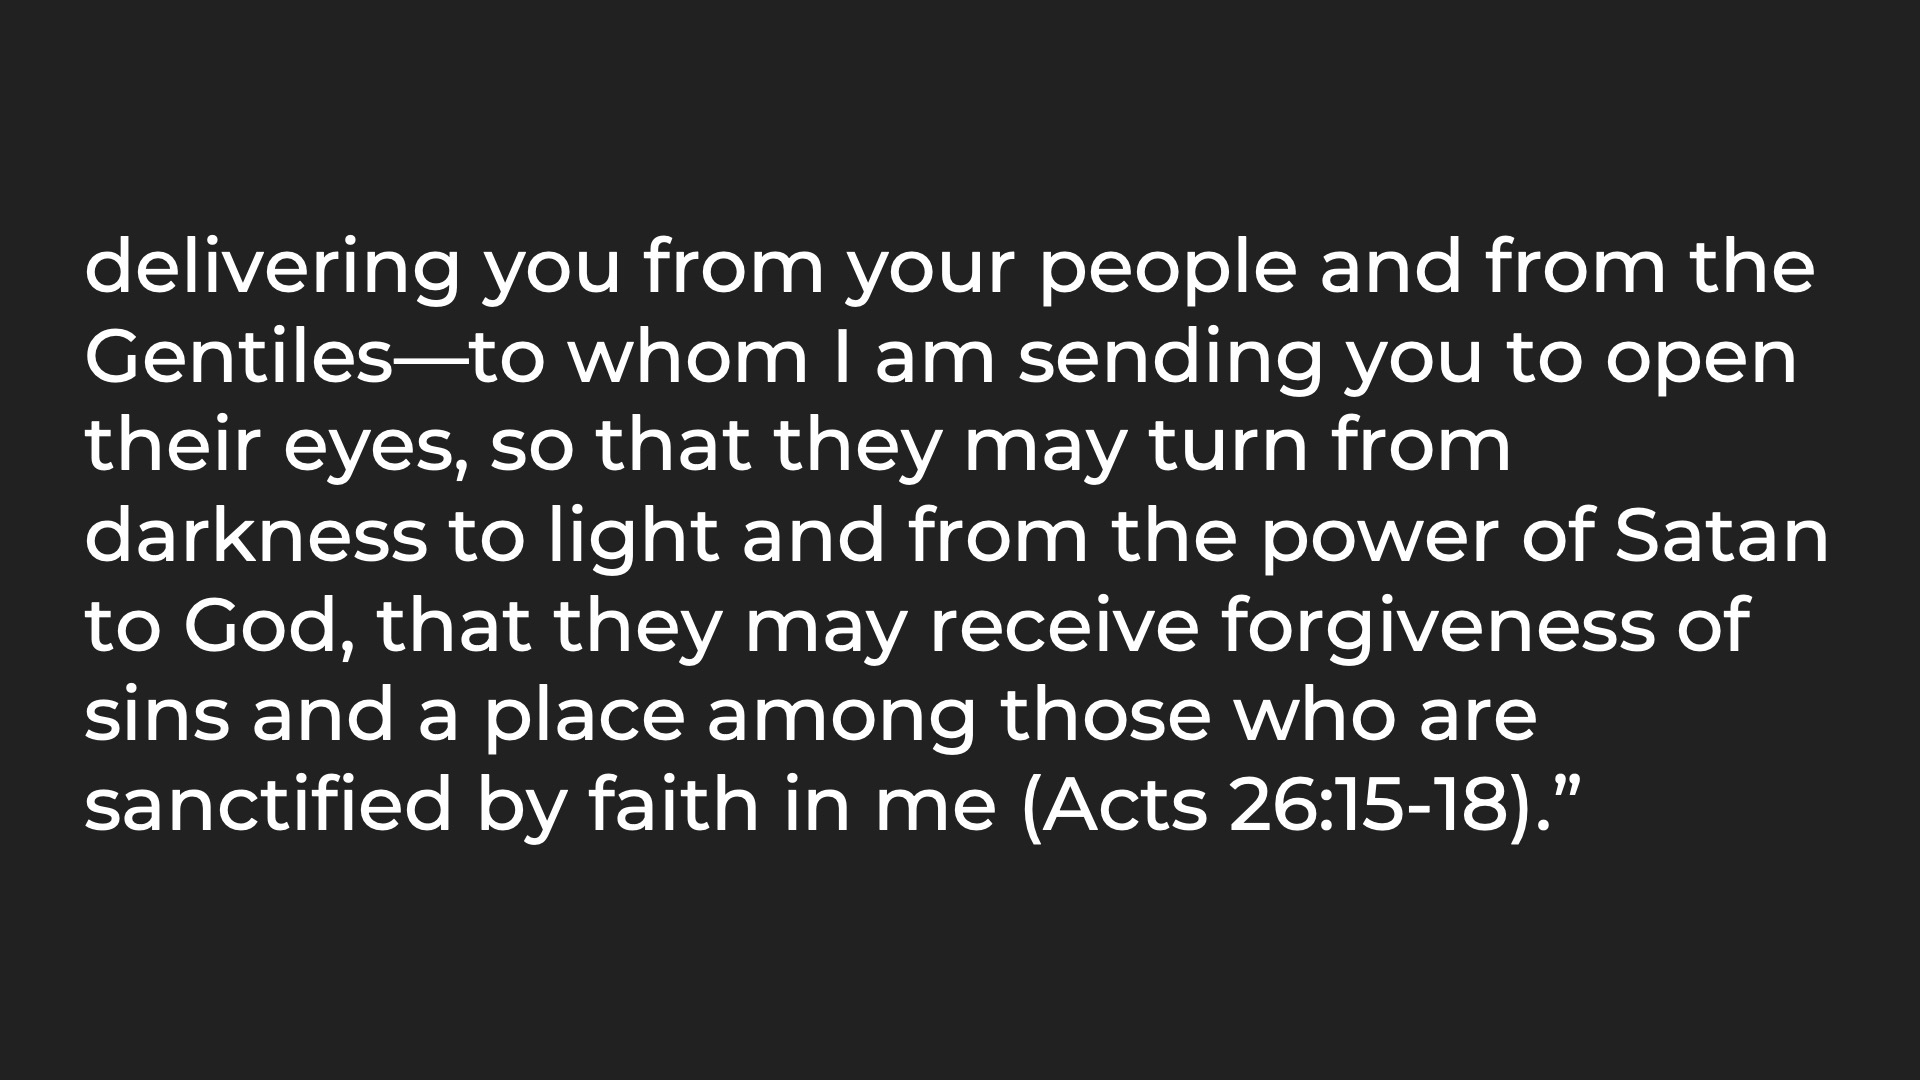 delivering you from your people and from the
Gentiles—to whom I am sending you to open
their eyes, so that they may turn from
darkness to light and from the power of Satan
to God, that they may receive forgiveness of
sins and a place among those who are
sanctified by faith in me (Acts 26:15-18).”